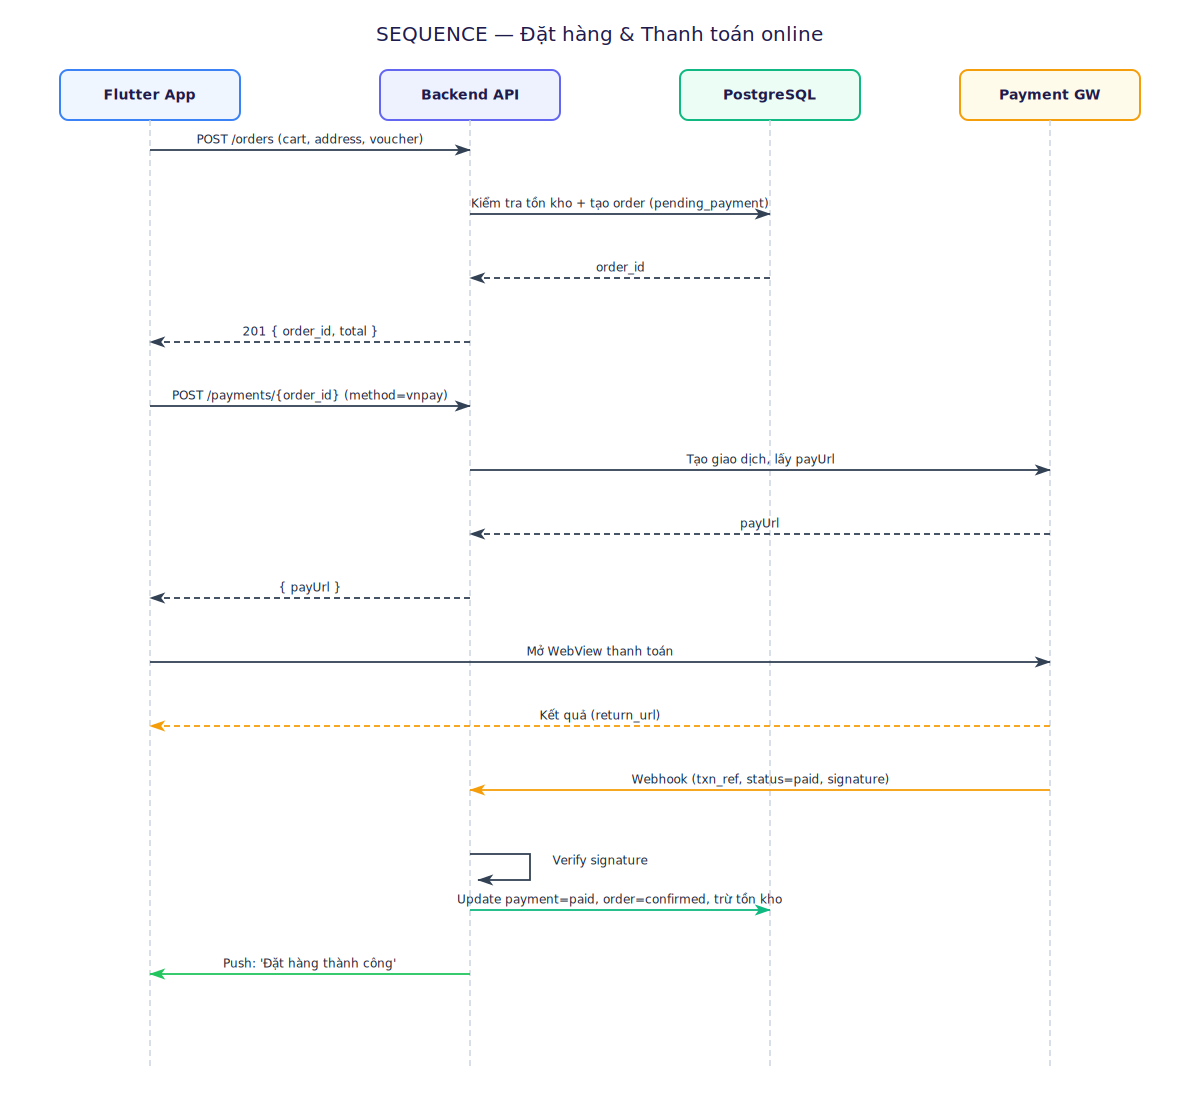 SEQUENCE — Đặt hàng & Thanh toán online
Flutter App
Backend API
PostgreSQL
Payment GW
POST /orders (cart, address, voucher)
Kiểm tra tồn kho + tạo order (pending_payment)
order_id
201 { order_id, total }
POST /payments/{order_id} (method=vnpay)
Tạo giao dịch, lấy payUrl
payUrl
{ payUrl }
Mở WebView thanh toán
Kết quả (return_url)
Webhook (txn_ref, status=paid, signature)
Verify signature
Update payment=paid, order=confirmed, trừ tồn kho
Push: 'Đặt hàng thành công'